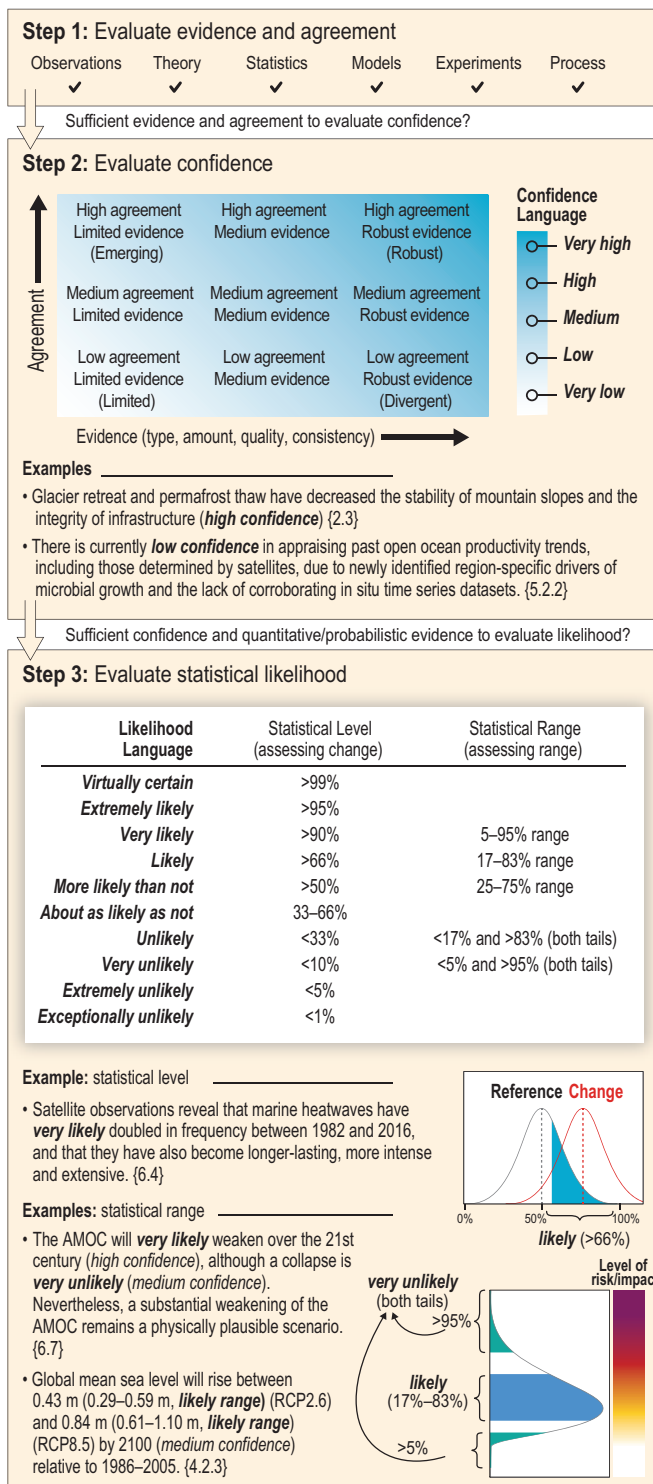 Step 1: Evaluate evidence and agreement
Observations Theory Statistics Models Experiments Process
Sufficient evidence and agreement to evaluate confidence?
Step 2: Evaluate confidence
Agreement
High agreement
Limited evidence
(Emerging)
High agreement
Medium evidence
High agreement
Robust evidence
(Robust)
Medium agreement
Limited evidence
Medium agreement
Medium evidence
Medium agreement
Robust evidence
Low agreement
Limited evidence
(Limited)
Low agreement
Medium evidence
Low agreement
Robust evidence
(Divergent)
Evidence (type, amount, quality, consistency)
Confidence
Language
Very high
High
Medium
Low
Very low
Examples
• Glacier retreat and permafrost thaw have decreased the stability of mountain slopes and the
integrity of infrastructure (high confidence) {2.3}
• There is currently low confidence in appraising past open ocean productivity trends,
including those determined by satellites, due to newly identified region-specific drivers of
microbial growth and the lack of corroborating in situ time series datasets. {5.2.2}
Sufficient confidence and quantitative/probabilistic evidence to evaluate likelihood?
Step 3: Evaluate statistical likelihood
Likelihood Statistical Level Statistical Range
Language (assessing change) (assessing range)
Virtually certain >99%
Extremely likely >95%
Very likely >90% 5–95% range
Likely >66% 17–83% range
More likely than not >50% 25–75% range
About as likely as not 33–66%
Unlikely <33% <17% and >83% (both tails)
Very unlikely <10% <5% and >95% (both tails)
Extremely unlikely <5%
Exceptionally unlikely <1%
Example: statistical level
• Satellite observations reveal that marine heatwaves have
very likely doubled in frequency between 1982 and 2016,
and that they have also become longer-lasting, more intense
and extensive. {6.4}
Reference Change
0% 50% 100%
likely (>66%)
Examples: statistical range
• The AMOC will very likely weaken over the 21st
century (high confidence), although a collapse is
very unlikely (medium confidence).
Nevertheless, a substantial weakening of the
AMOC remains a physically plausible scenario.
{6.7}
• Global mean sea level will rise between
0.43 m (0.29–0.59 m, likely range) (RCP2.6)
and 0.84 m (0.61–1.10 m, likely range)
(RCP8.5) by 2100 (medium confidence)
relative to 1986–2005. {4.2.3}
very unlikely
(both tails)
>95%
likely
(17%–83%)
>5%
Level of
risk/impact